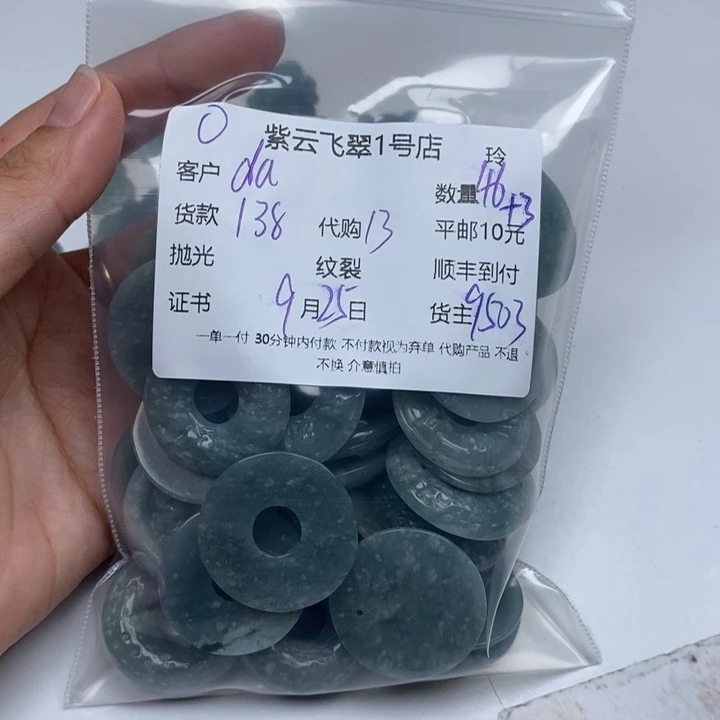 O 紫云飞翠1号店 玲
客户 da 数量 46+3
货款 138 代购 13 平邮10元
抛光 纹裂 顺丰到付
证书 9月25日 货主 9503
一单一付 30分钟内付款 不付款视为弃单 代购产品 不退
不换 介意慎拍